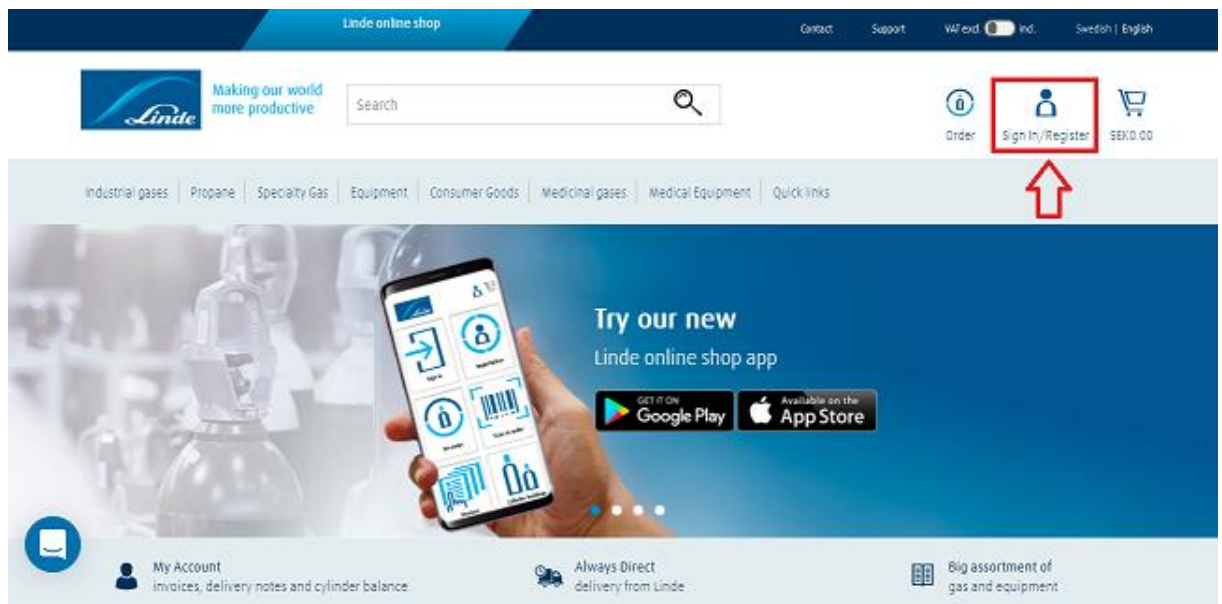 Linde online shop
Contact
Support
VAT excl.
incl.
Swedish | English
Linde
Making our world
more productive
Search
Order
Sign In/Register
SEK0.00
Industrial gases
Propane
Specialty Gas
Equipment
Consumer Goods
Medicinal gases
Medical Equipment
Quick links
Linde
Sign in
Try our new
Linde online shop app
GET IT ON
Google Play
Available on the
App Store
My Account
invoices, delivery notes and cylinder balance
Always Direct
delivery from Linde
Big assortment of
gas and equipment